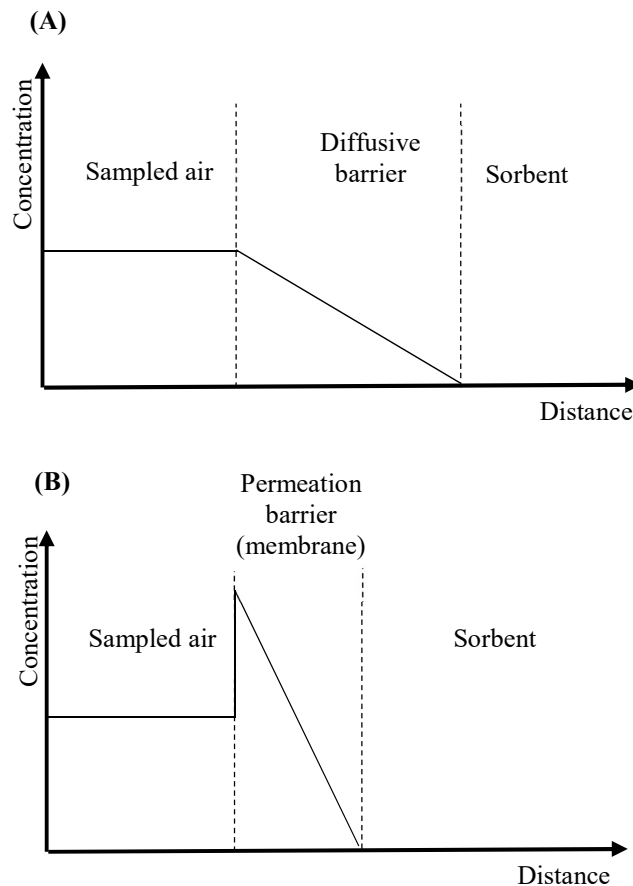 (A)
Concentration
Sampled air
Diffusive
barrier
Sorbent
Distance
(B)
Permeation
barrier
(membrane)
Concentration
Sampled air
Sorbent
Distance